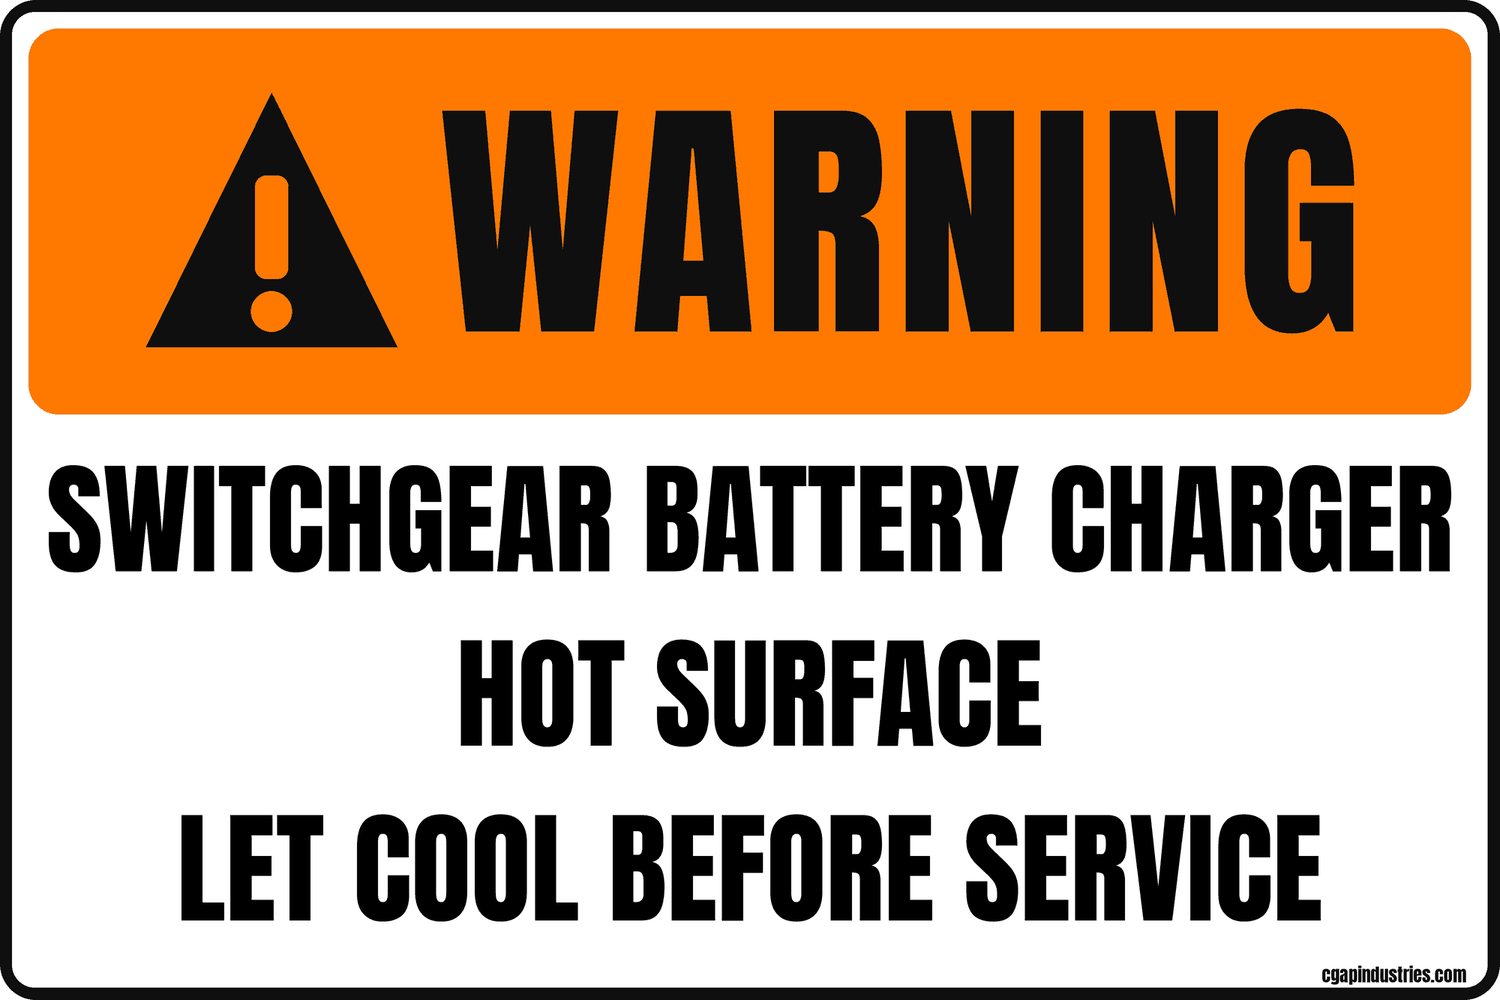 WARNING
SWITCHGEAR BATTERY CHARGER
HOT SURFACE
LET COOL BEFORE SERVICE
cgapindustries.com